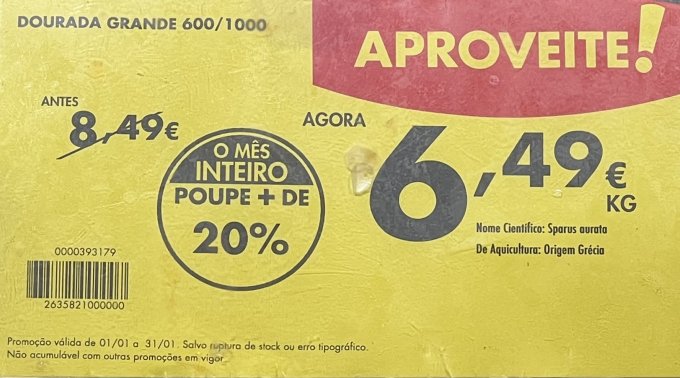 DOURADA GRANDE 600/1000
APROVEITE!
ANTES
8,49€
O MÊS
INTEIRO
POUPE + DE
20%
AGORA
6,49€
KG
Nome Científico: Sparus aurata
De Aquicultura: Origem Grécia
0000393179
2635821000000
Promoção válida de 01/01 a 31/01. Salvo ruptura de stock ou erro tipográfico.
Não acumulável com outras promoções em vigor